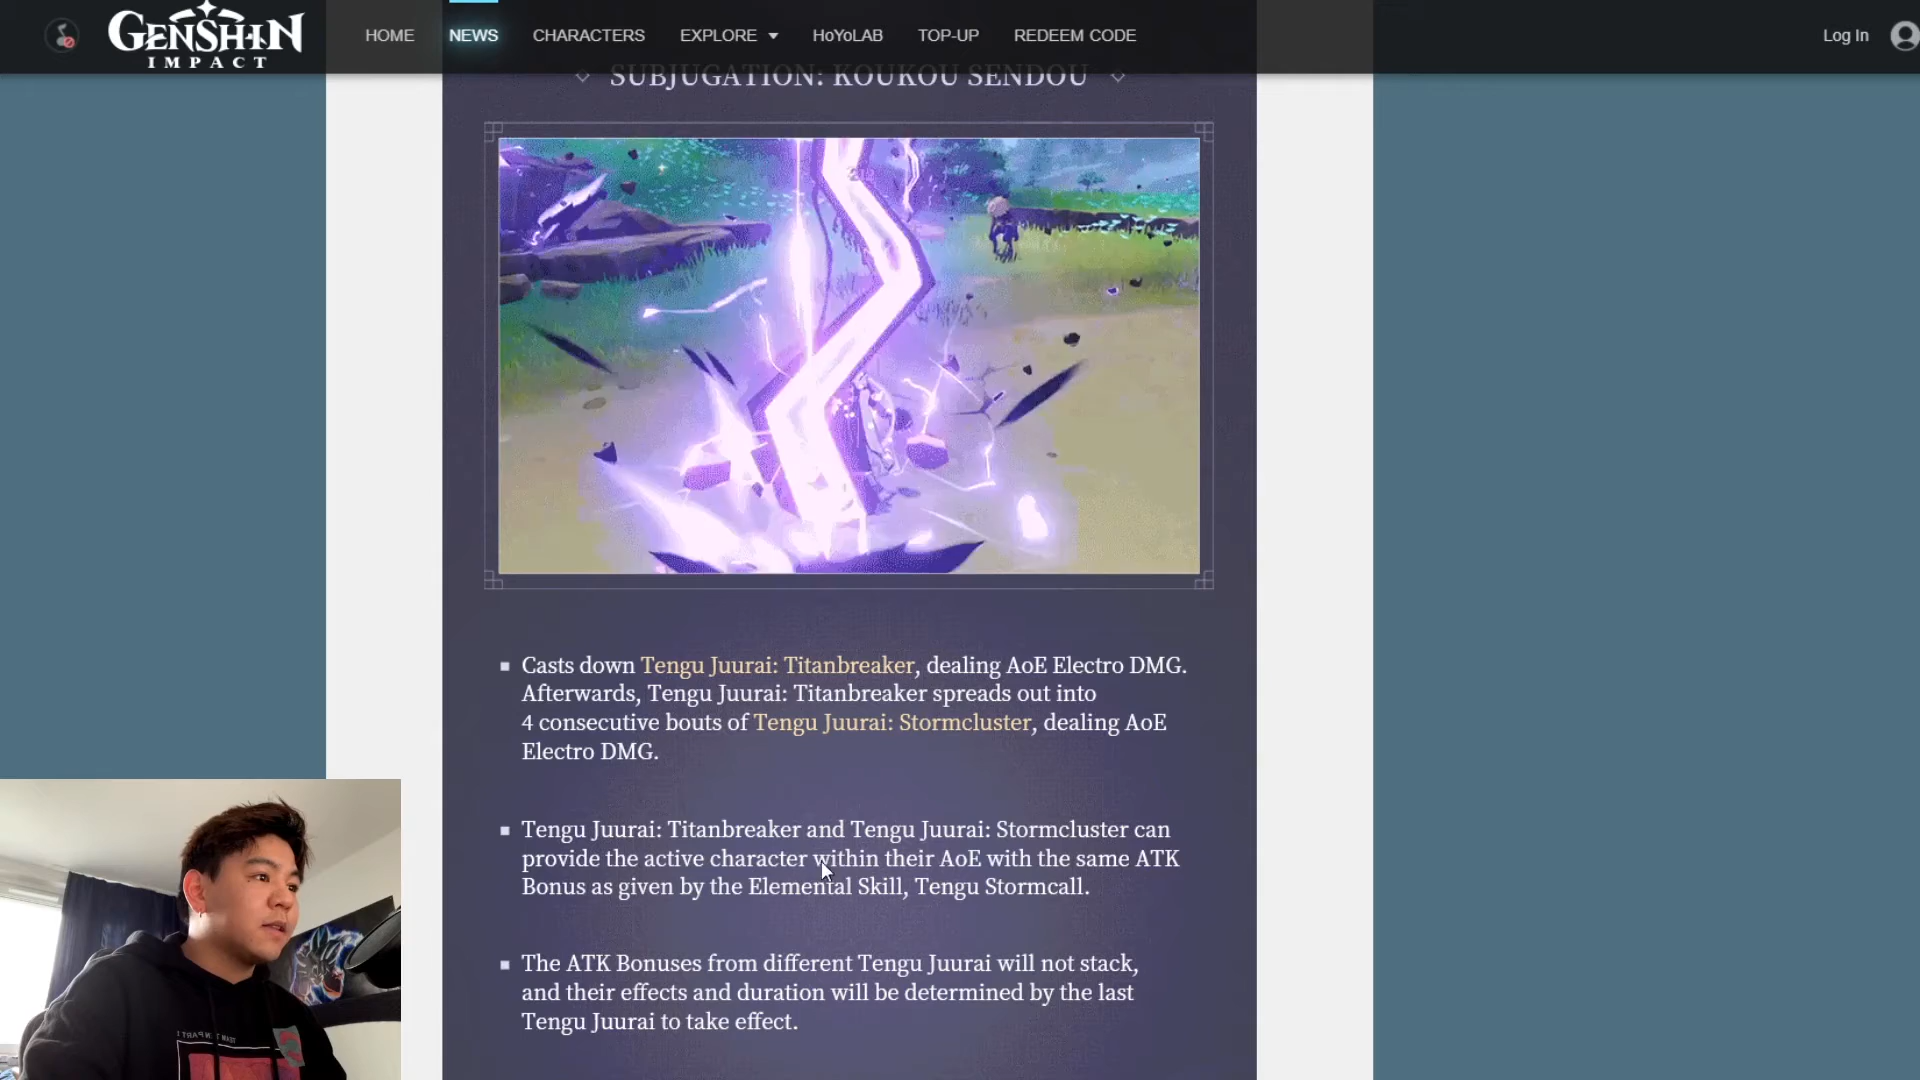 GENSHIN
IMPACT
HOME
NEWS
CHARACTERS
EXPLORE
HoYoLAB
TOP-UP
REDEEM CODE
Log In
SUBJUGATION: KOUKOU SENDOU
Casts down Tengu Juurai: Titanbreaker, dealing AoE Electro DMG.
Afterwards, Tengu Juurai: Titanbreaker spreads out into
4 consecutive bouts of Tengu Juurai: Stormcluster, dealing AoE
Electro DMG.
Tengu Juurai: Titanbreaker and Tengu Juurai: Stormcluster can
provide the active character within their AoE with the same ATK
Bonus as given by the Elemental Skill, Tengu Stormcall.
The ATK Bonuses from different Tengu Juurai will not stack,
and their effects and duration will be determined by the last
Tengu Juurai to take effect.